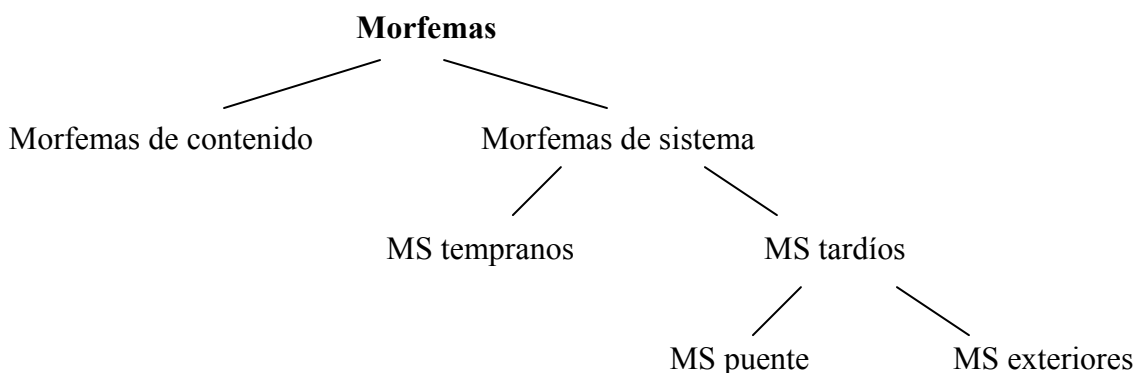 Morfemas
Morfemas de contenido Morfemas de sistema
MS tempranos MS tardíos
MS puente MS exteriores